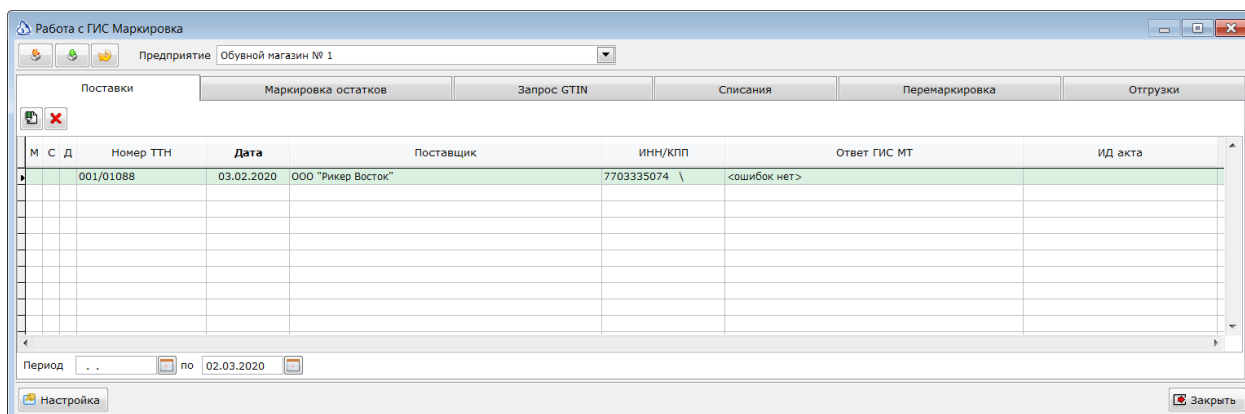 Работа с ГИС Маркировка
Предприятие Обувной магазин № 1
Поставки Маркировка остатков Запрос GTIN Списания Перемаркировка Отгрузки
М С Д Номер ТТН Дата Поставщик ИНН/КПП Ответ ГИС МТ ИД акта
001/01088 03.02.2020 ООО "Рикер Восток" 7703335074 \ <ошибок нет>
Период . . по 02.03.2020
Настройка Закрыть